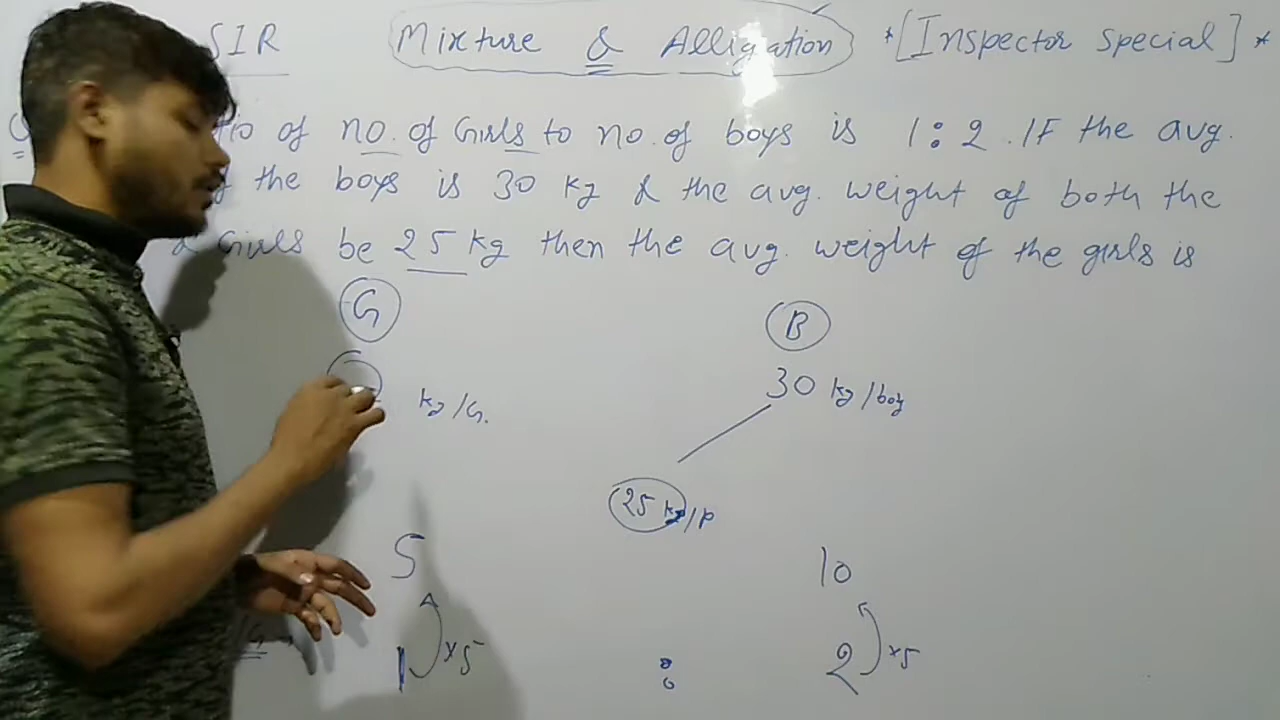 SIR Mixture & Alligation *[Inspector special]*
of no. of Girls to no. of boys is 1:2. IF the avg.
the boys is 30 kg & the avg. weight of both the
Girls be 25 kg then the avg. weight of the girls is
G B
kg/G. 30 kg/boy
25 kg/p
5 10
×5 ×5
1 : 2